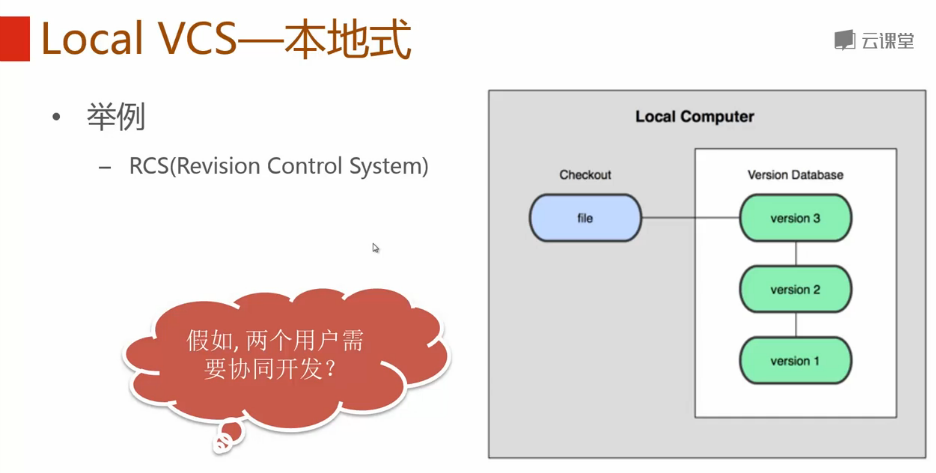 Local VCS—本地式
云课堂
• 举例
– RCS(Revision Control System)
假如, 两个用户需
要协同开发?
Local Computer
Checkout
Version Database
file
version 3
version 2
version 1